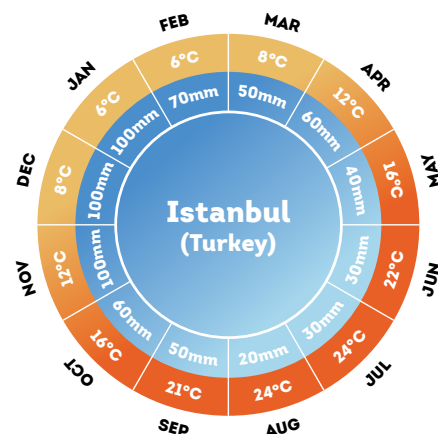 JAN
6°C
100mm
FEB
6°C
70mm
MAR
8°C
50mm
APR
12°C
60mm
MAY
16°C
40mm
JUN
22°C
30mm
JUL
24°C
30mm
AUG
24°C
20mm
SEP
21°C
50mm
OCT
16°C
60mm
NOV
12°C
100mm
DEC
8°C
100mm
Istanbul
(Turkey)